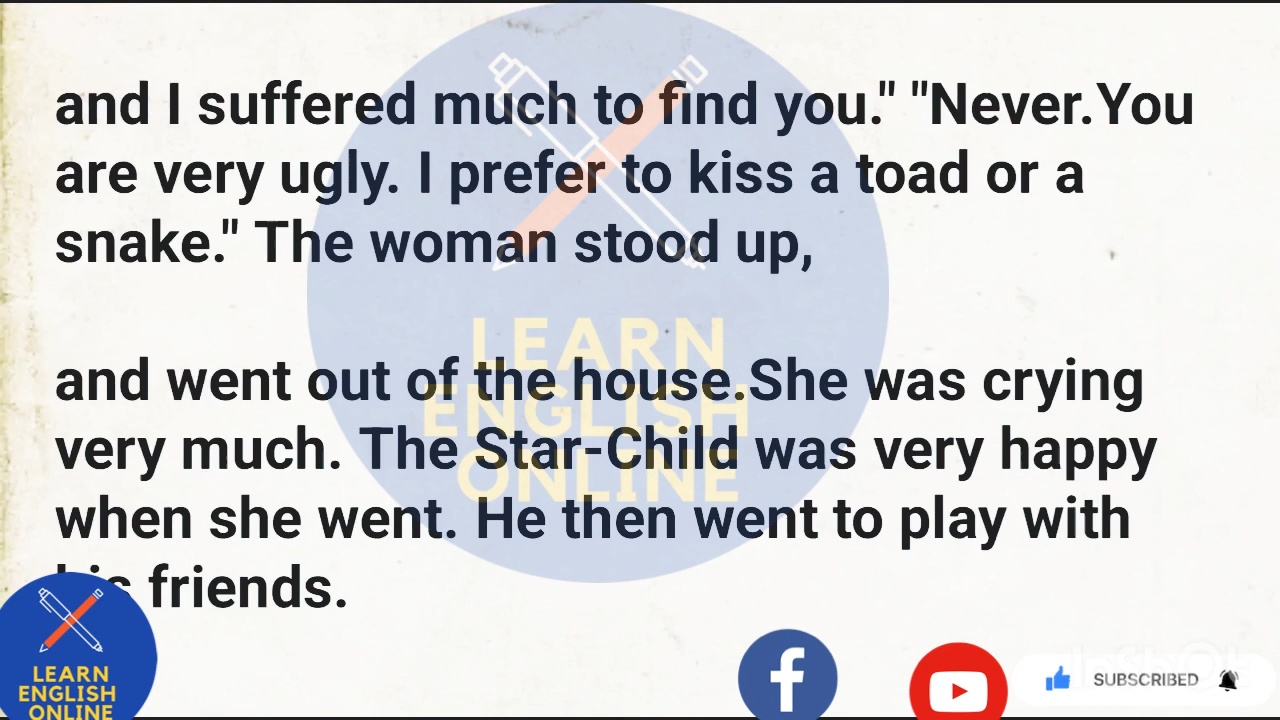 and I suffered much to find you." "Never.You
are very ugly. I prefer to kiss a toad or a
snake." The woman stood up,
and went out of the house.She was crying
very much. The Star-Child was very happy
when she went. He then went to play with
his friends.
LEARN
ENGLISH
ONLINE
LEARN
ENGLISH
ONLINE
SUBSCRIBED